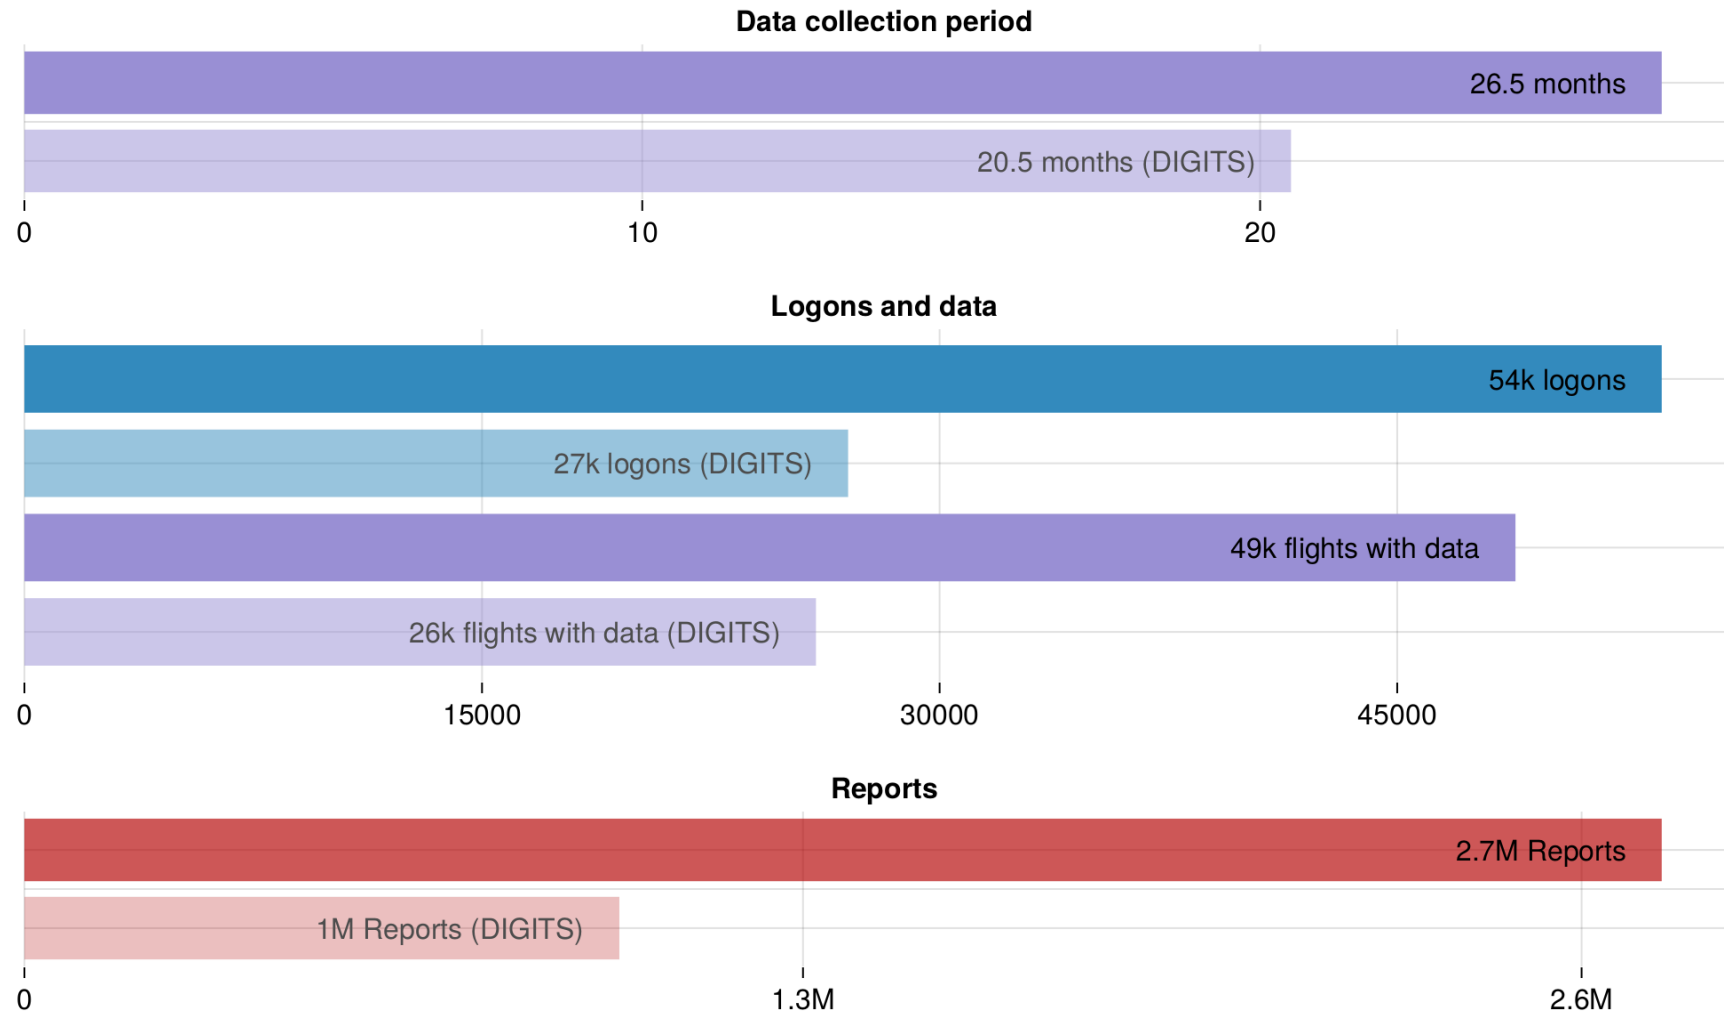 Data collection period
26.5 months
20.5 months (DIGITS)
0 10 20
Logons and data
54k logons
27k logons (DIGITS)
49k flights with data
26k flights with data (DIGITS)
0 15000 30000 45000
Reports
2.7M Reports
1M Reports (DIGITS)
0 1.3M 2.6M